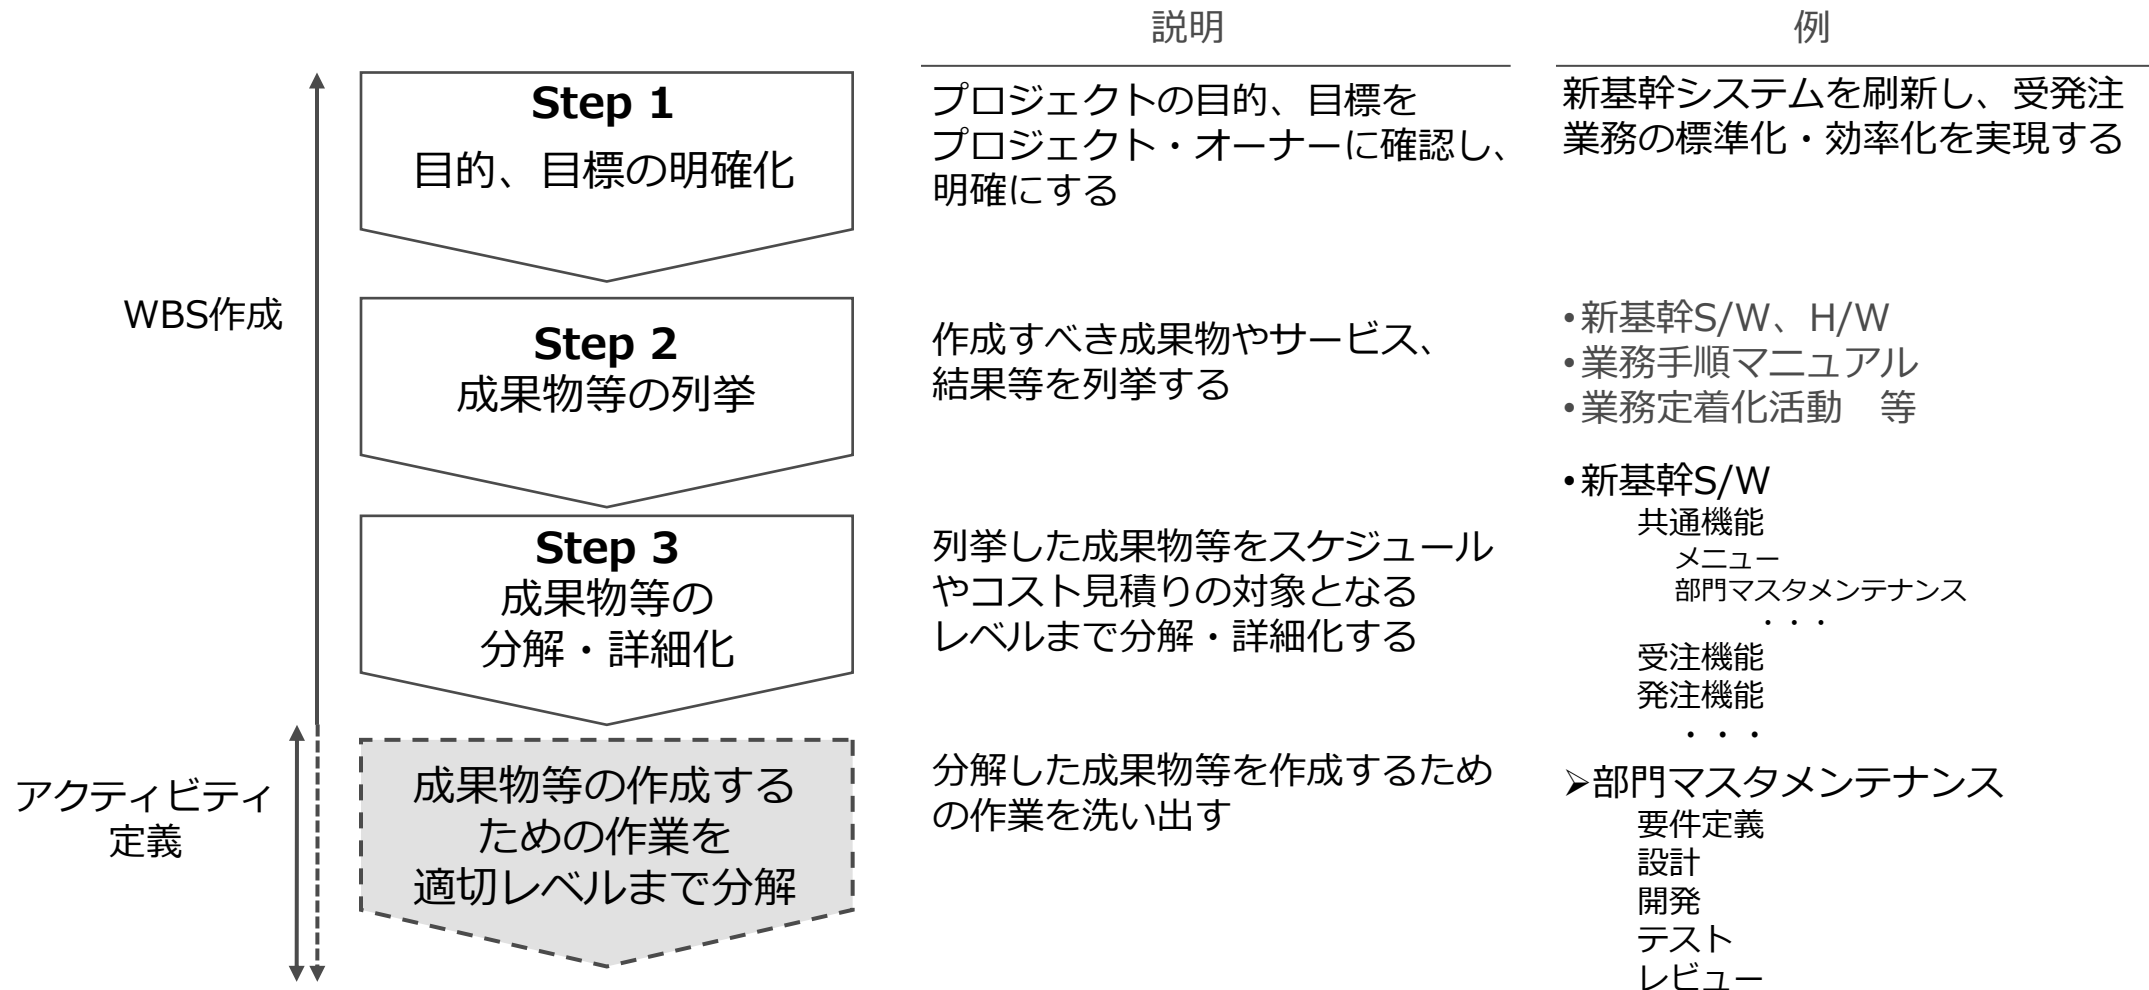 説明
例
WBS作成
Step 1
目的、目標の明確化
プロジェクトの目的、目標を
プロジェクト・オーナーに確認し、
明確にする
新基幹システムを刷新し、受発注
業務の標準化・効率化を実現する
Step 2
成果物等の列挙
作成すべき成果物やサービス、
結果等を列挙する
•新基幹S/W、H/W
•業務手順マニュアル
•業務定着化活動　等
Step 3
成果物等の
分解・詳細化
列挙した成果物等をスケジュール
やコスト見積りの対象となる
レベルまで分解・詳細化する
•新基幹S/W
共通機能
メニュー
部門マスタメンテナンス
・・・
受注機能
発注機能
・・・
アクティビティ
定義
成果物等の作成する
ための作業を
適切レベルまで分解
分解した成果物等を作成するため
の作業を洗い出す
➢部門マスタメンテナンス
要件定義
設計
開発
テスト
レビュー